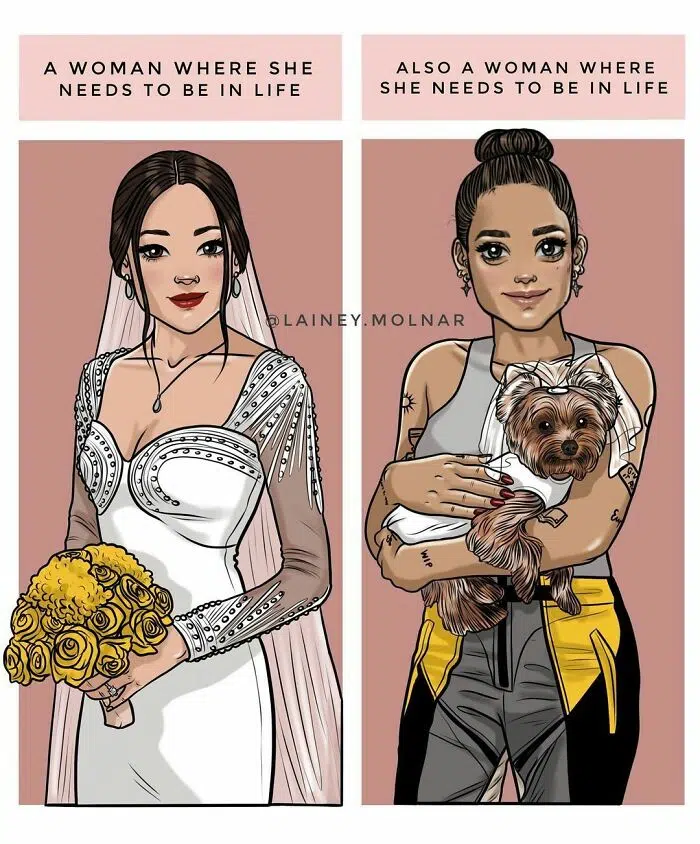 A WOMAN WHERE SHE
NEEDS TO BE IN LIFE
ALSO A WOMAN WHERE
SHE NEEDS TO BE IN LIFE
@LAINEY.MOLNAR
WIP